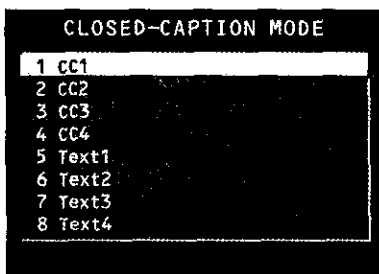 CLOSED-CAPTION MODE
1 CC1
2 CC2
3 CC3
4 CC4
5 Text1
6 Text2
7 Text3
8 Text4